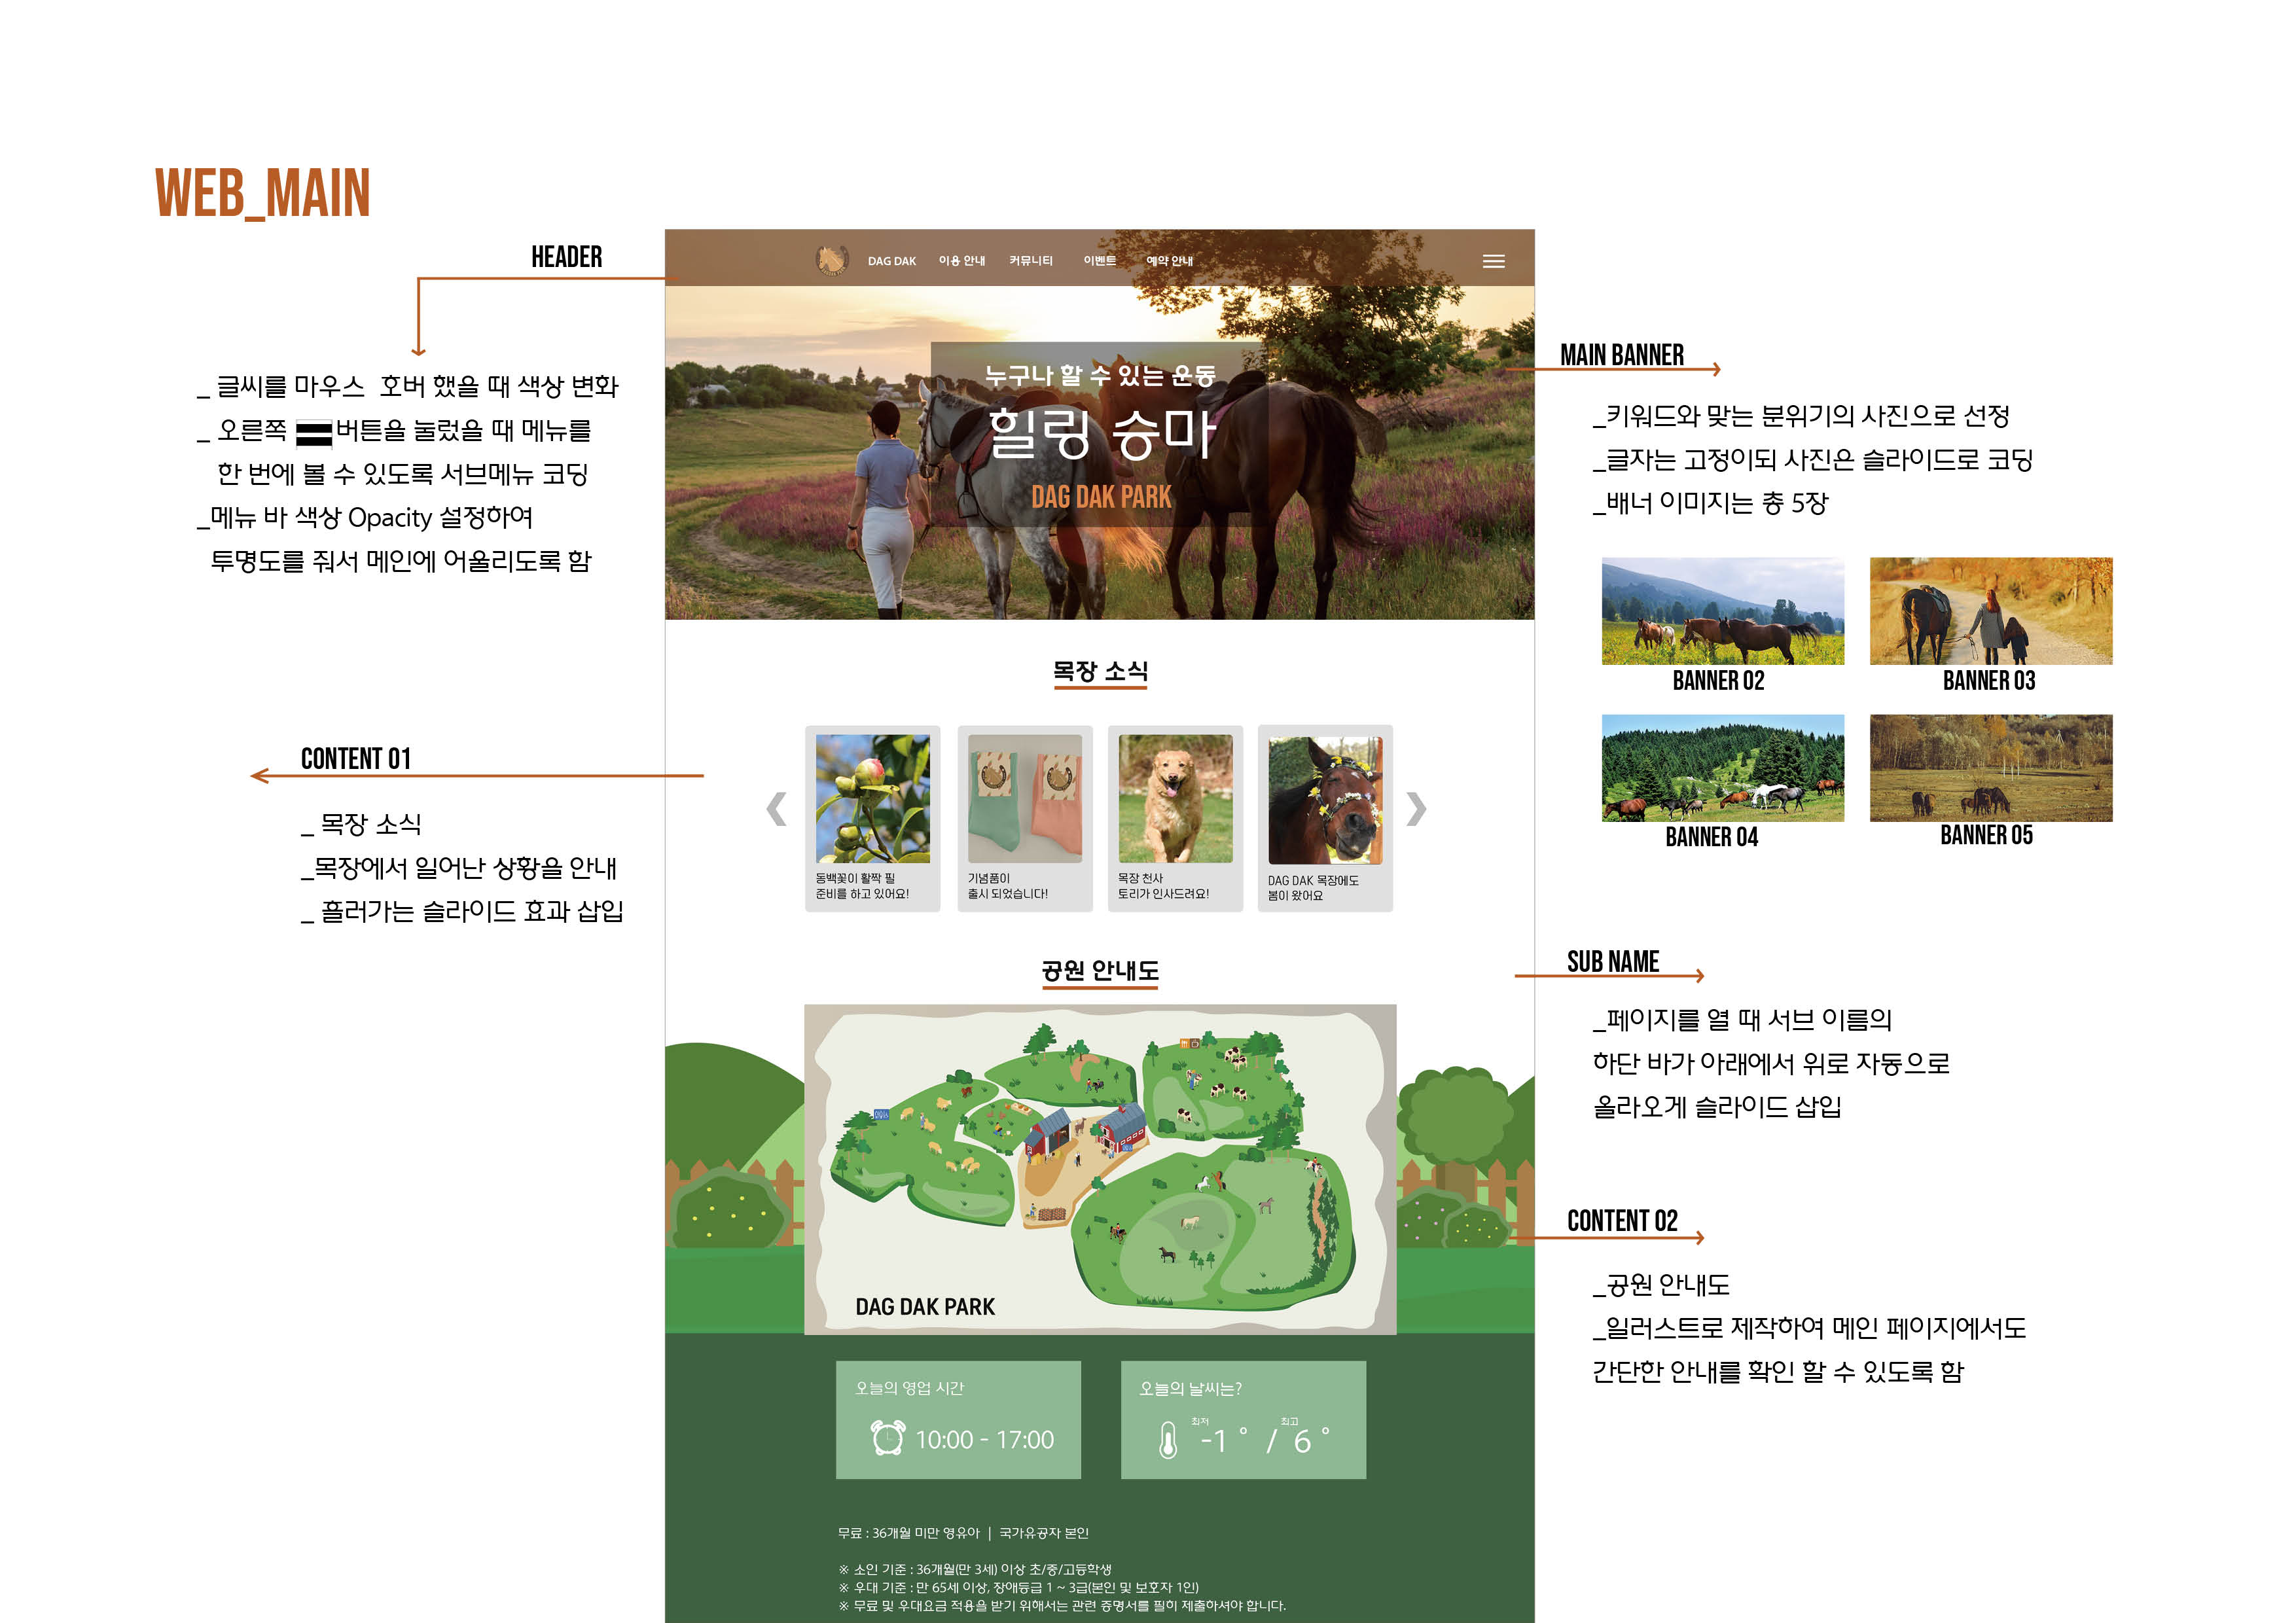 WEB_MAIN
HEADER
_ 글씨를 마우스 호버 했을 때 색상 변화
_ 오른쪽 버튼을 눌렀을 때 메뉴를
한 번에 볼 수 있도록 서브메뉴 코딩
_메뉴 바 색상 Opacity 설정하여
투명도를 줘서 메인에 어울리도록 함
CONTENT 01
_ 목장 소식
_목장에서 일어난 상황을 안내
_ 흘러가는 슬라이드 효과 삽입
DAG DAK 이용 안내 커뮤니티 이벤트 예약 안내
누구나 할 수 있는 운동
힐링 승마
DAG DAK PARK
목장 소식
동백꽃이 활짝 필
준비를 하고 있어요!
기념품이
출시 되었습니다!
목장 천사
토리가 인사드려요!
DAG DAK 목장에도
봄이 왔어요
공원 안내도
DAG DAK PARK
오늘의 영업 시간
10:00 - 17:00
오늘의 날씨는?
최저 최고
-1 ° / 6 °
무료 : 36개월 미만 영유아 | 국가유공자 본인
※ 소인 기준 : 36개월(만 3세) 이상 초/중/고등학생
※ 우대 기준 : 만 65세 이상, 장애등급 1 ~ 3급(본인 및 보호자 1인)
※ 무료 및 우대요금 적용을 받기 위해서는 관련 증명서를 필히 제출하셔야 합니다.
MAIN BANNER
_키워드와 맞는 분위기의 사진으로 선정
_글자는 고정이되 사진은 슬라이드로 코딩
_배너 이미지는 총 5장
BANNER 02
BANNER 03
BANNER 04
BANNER 05
SUB NAME
_페이지를 열 때 서브 이름의
하단 바가 아래에서 위로 자동으로
올라오게 슬라이드 삽입
CONTENT 02
_공원 안내도
_일러스트로 제작하여 메인 페이지에서도
간단한 안내를 확인 할 수 있도록 함